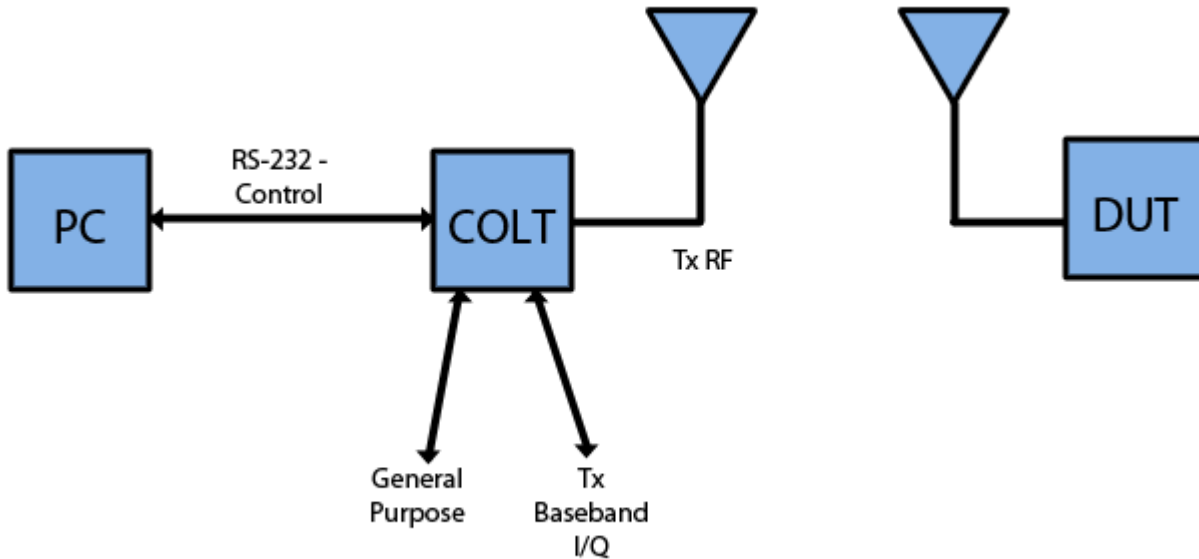 RS-232 -
Control
PC
COLT
DUT
Tx RF
General
Purpose
Tx
Baseband
I/Q